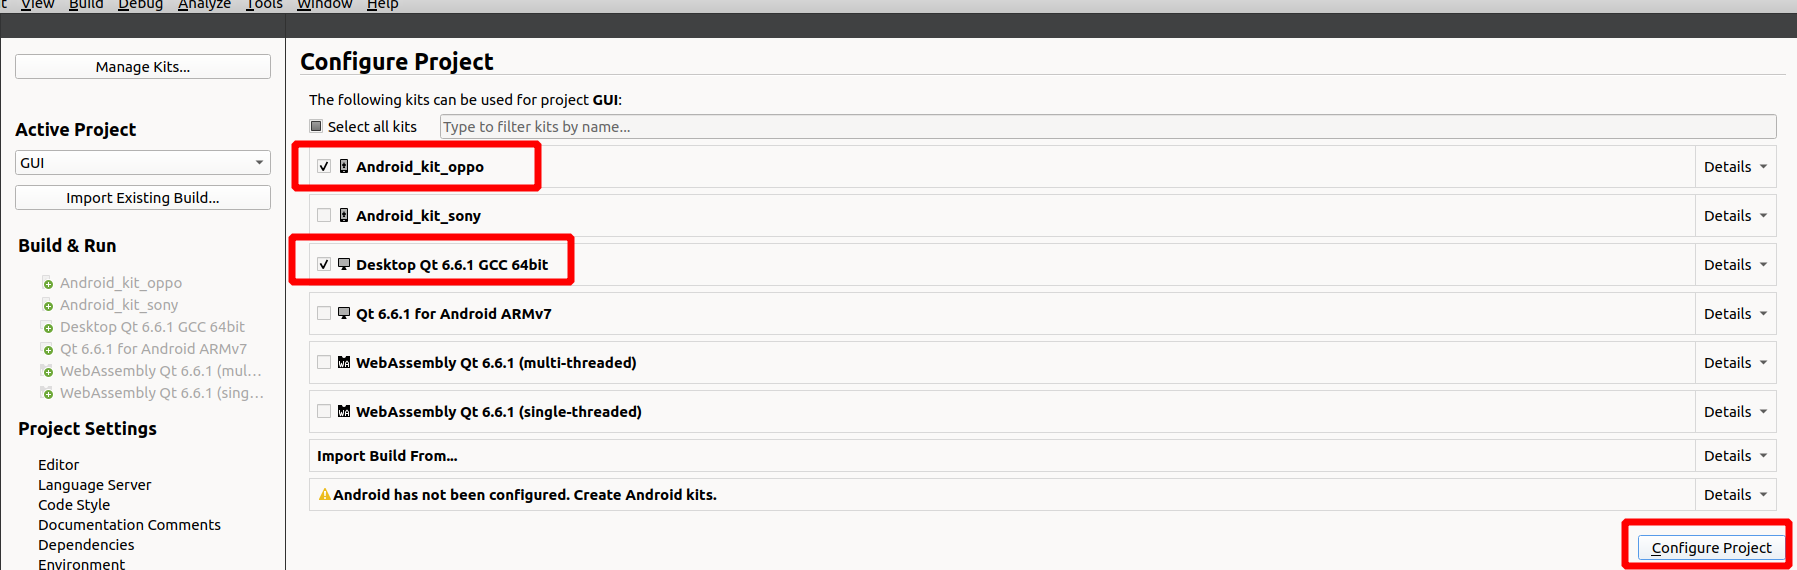 t View Build Debug Analyze Tools Window Help
Manage Kits...
Active Project
GUI
Import Existing Build...
Build & Run
Android_kit_oppo
Android_kit_sony
Desktop Qt 6.6.1 GCC 64bit
Qt 6.6.1 for Android ARMv7
WebAssembly Qt 6.6.1 (mul...
WebAssembly Qt 6.6.1 (sing...
Project Settings
Editor
Language Server
Code Style
Documentation Comments
Dependencies
Environment
Configure Project
The following kits can be used for project GUI:
Select all kits
Type to filter kits by name...
Android_kit_oppo Details
Android_kit_sony Details
Desktop Qt 6.6.1 GCC 64bit Details
Qt 6.6.1 for Android ARMv7 Details
WebAssembly Qt 6.6.1 (multi-threaded) Details
WebAssembly Qt 6.6.1 (single-threaded) Details
Import Build From... Details
Android has not been configured. Create Android kits. Details
Configure Project